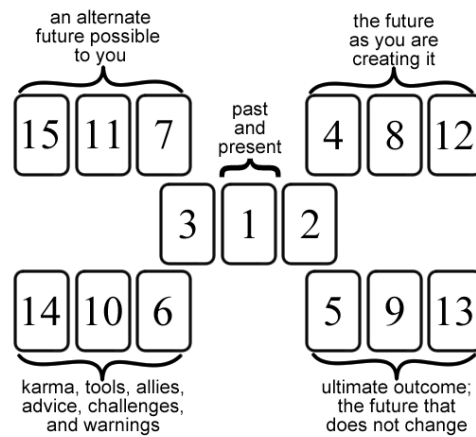 an alternate
future possible
to you
the future
as you are
creating it
15 11 7
past
and
present
4 8 12
3 1 2
14 10 6
5 9 13
karma, tools, allies,
advice, challenges,
and warnings
ultimate outcome;
the future that
does not change